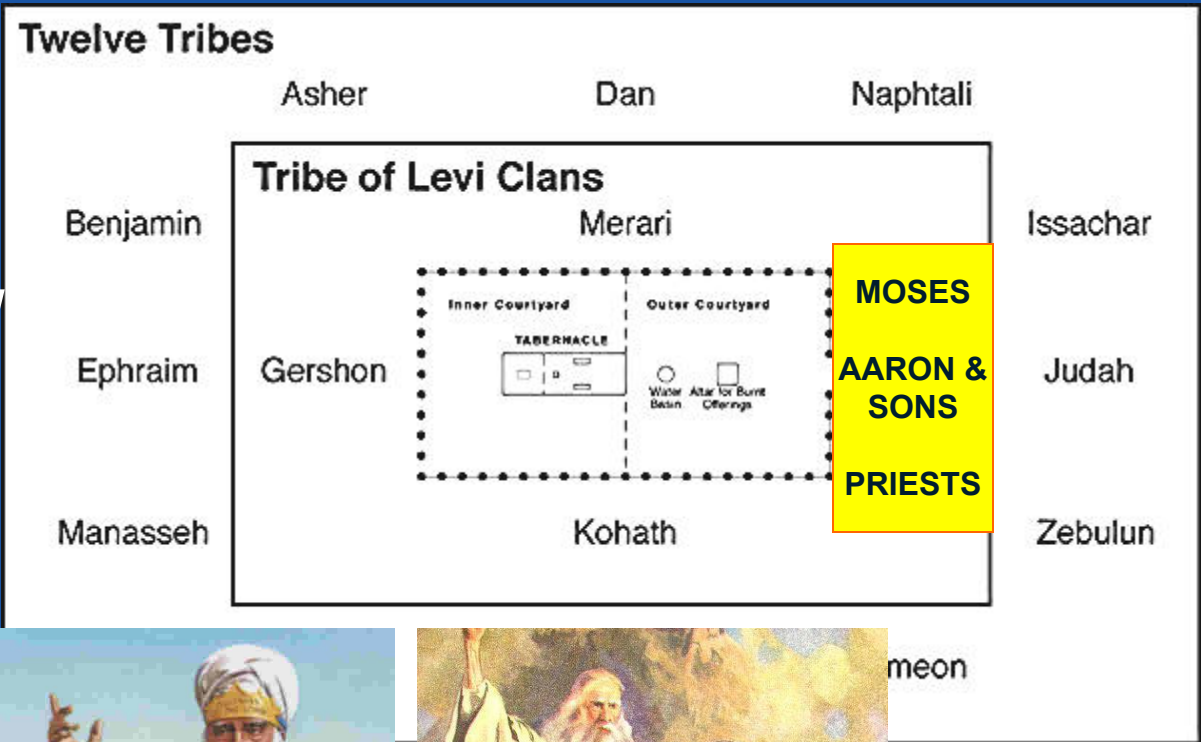 Twelve Tribes
Asher Dan Naphtali
Tribe of Levi Clans
Benjamin Merari Issachar
MOSES
Inner Courtyard Outer Courtyard
TABERNACLE
Ephraim Gershon AARON & Judah
Water Altar for Burnt
Basin Offerings
SONS
PRIESTS
Manasseh Kohath Zebulun
meon